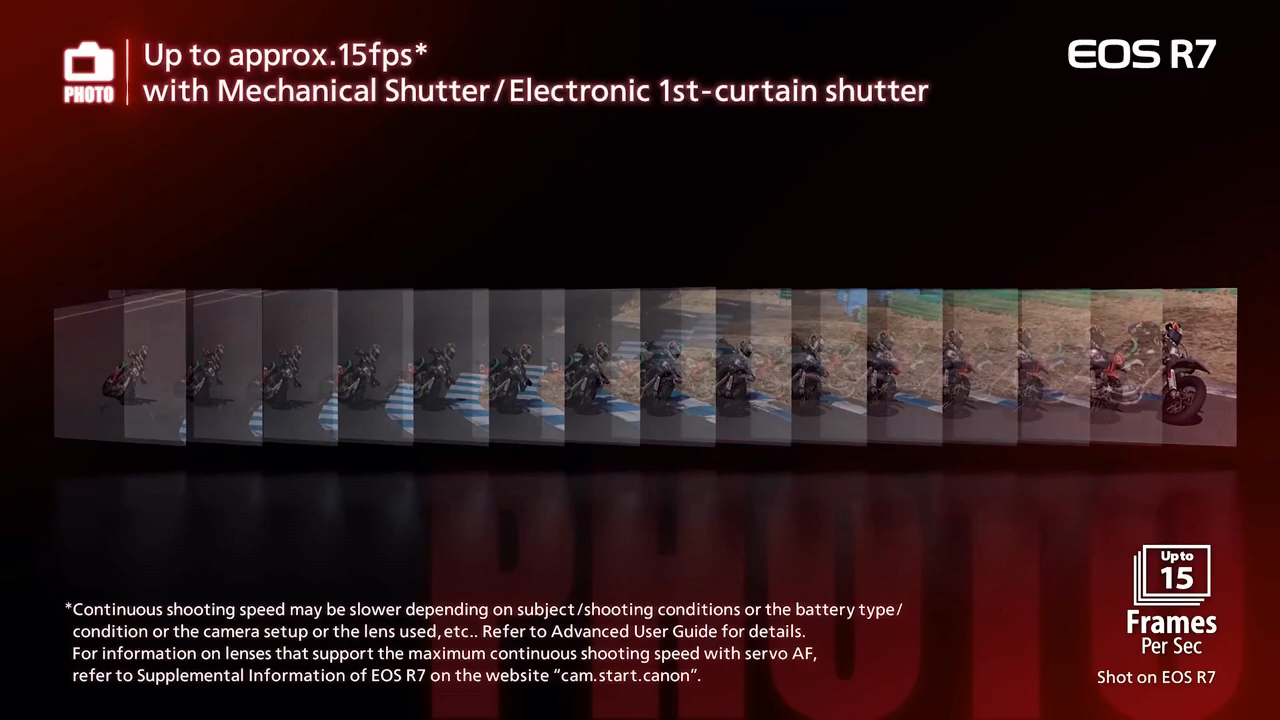 Up to approx.15fps*
with Mechanical Shutter/Electronic 1st-curtain shutter
PHOTO
EOS R7
PHOTO
Up to
15
Frames
Per Sec
Shot on EOS R7
*Continuous shooting speed may be slower depending on subject/shooting conditions or the battery type/
condition or the camera setup or the lens used,etc.. Refer to Advanced User Guide for details.
For information on lenses that support the maximum continuous shooting speed with servo AF,
refer to Supplemental Information of EOS R7 on the website “cam.start.canon”.